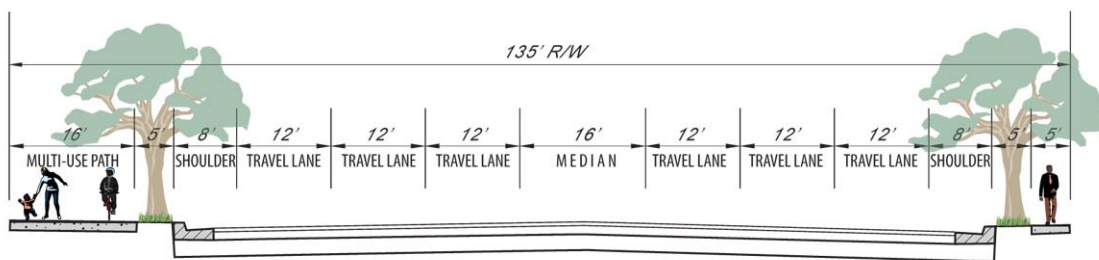 135' R/W
16' 5' 8' 12' 12' 12' 16' 12' 12' 12' 8' 5' 5'
MULTI-USE PATH SHOULDER TRAVEL LANE TRAVEL LANE TRAVEL LANE MEDIAN TRAVEL LANE TRAVEL LANE TRAVEL LANE SHOULDER